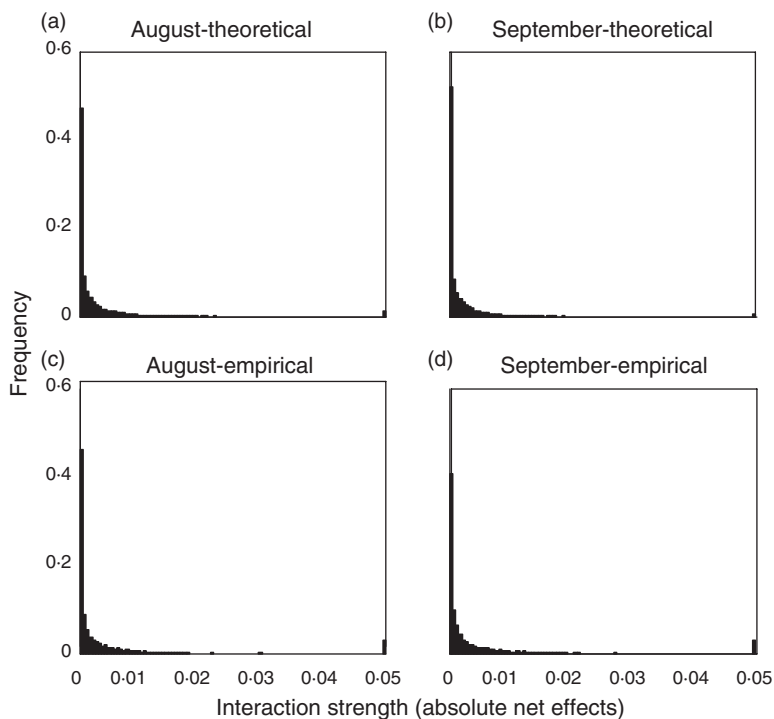 (a) August-theoretical
(b) September-theoretical
0·6
0·4
0·2
0
Frequency
(c) August-empirical
(d) September-empirical
0·6
0·4
0·2
0
0 0·01 0·02 0·03 0·04 0·05
0 0·01 0·02 0·03 0·04 0·05
Interaction strength (absolute net effects)